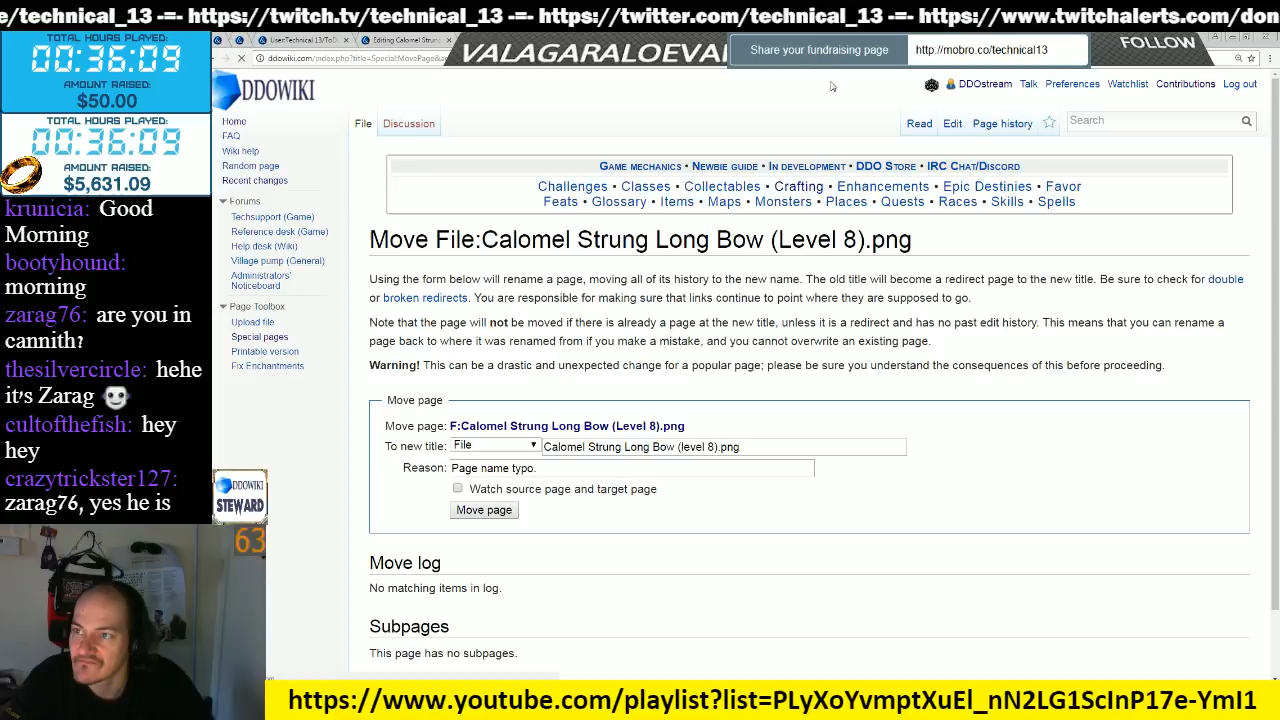 e/technical_13 -=- https://twitch.tv/technical_13 -=- https://twitter.com/technical_13 -=- https://www.twitchalerts.com/don
TOTAL HOURS PLAYED:
00:36:09
AMOUNT RAISED:
$50.00
TOTAL HOURS PLAYED:
00:36:09
AMOUNT RAISED:
$5,631.09
krunicia: Good
Morning
bootyhound:
morning
zarag76: are you in
cannith?
thesilvercircle: hehe
it's Zarag
cultofthefish: hey
hey
crazytrickster127:
zarag76, yes he is
User:Technical 13/ToD
Editing Calomel Strung
VALAGARALOEVAN
Share your fundraising page
http://mobro.co/technical13
FOLLOW
ddowiki.com/index.php?title=Special:MovePage&a
DDOWIKI
DDOstream Talk Preferences Watchlist Contributions Log out
File Discussion
Read Edit Page history
Search
Home
FAQ
Wiki help
Random page
Recent changes
Forums
Techsupport (Game)
Reference desk (Game)
Help desk (Wiki)
Village pump (General)
Administrators'
Noticeboard
Page Toolbox
Upload file
Special pages
Printable version
Fix Enchantments
Game mechanics • Newbie guide • In development • DDO Store • IRC Chat/Discord
Challenges • Classes • Collectables • Crafting • Enhancements • Epic Destinies • Favor
Feats • Glossary • Items • Maps • Monsters • Places • Quests • Races • Skills • Spells
Move File:Calomel Strung Long Bow (Level 8).png
Using the form below will rename a page, moving all of its history to the new name. The old title will become a redirect page to the new title. Be sure to check for double
or broken redirects. You are responsible for making sure that links continue to point where they are supposed to go.
Note that the page will not be moved if there is already a page at the new title, unless it is a redirect and has no past edit history. This means that you can rename a
page back to where it was renamed from if you make a mistake, and you cannot overwrite an existing page.
Warning! This can be a drastic and unexpected change for a popular page; please be sure you understand the consequences of this before proceeding.
Move page
Move page: F:Calomel Strung Long Bow (Level 8).png
To new title: File Calomel Strung Long Bow (level 8).png
Reason: Page name typo.
Watch source page and target page
Move page
Move log
No matching items in log.
Subpages
This page has no subpages.
DDOWIKI
STEWARD
63
https://www.youtube.com/playlist?list=PLyXoYvmptXuEl_nN2LG1ScInP17e-YmI1